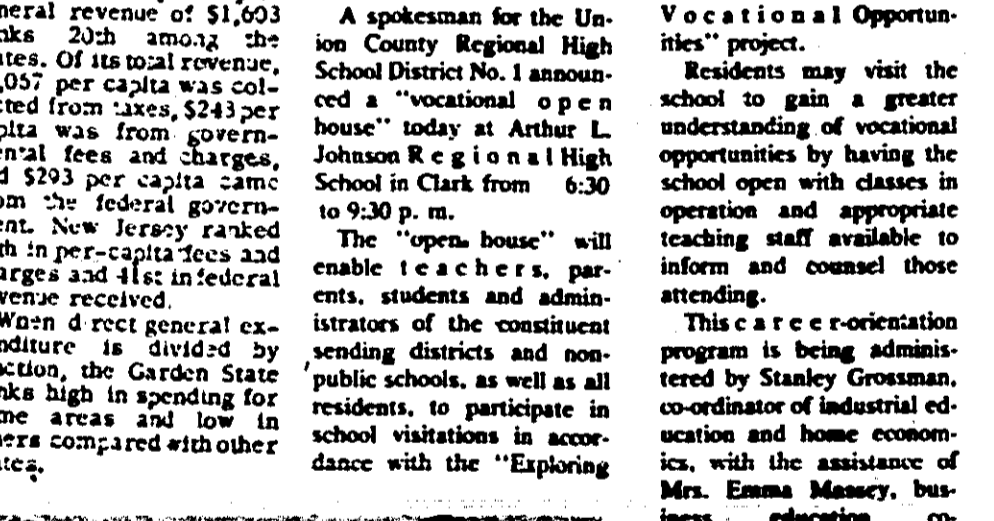 neral revenue of $1,603
nks 20th among the
tes. Of its total revenue,
,057 per capita was col-
cted from taxes, $243 per
pita was from govern-
ental fees and charges,
d $293 per capita came
om the federal govern-
ent. New Jersey ranked
th in per-capita fees and
arges and 41st in federal
venue received.
When direct general ex-
nditure is divided by
ction, the Garden State
nks high in spending for
me areas and low in
ers compared with other
tes.
A spokesman for the Un-
ion County Regional High
School District No. 1 announ-
ced a "vocational open
house" today at Arthur L.
Johnson Regional High
School in Clark from 6:30
to 9:30 p. m.
The "open house" will
enable teachers, par-
ents, students and admin-
istrators of the constituent
sending districts and non-
public schools, as well as all
residents, to participate in
school visitations in accor-
dance with the "Exploring
Vocational Opportun-
ities" project.
Residents may visit the
school to gain a greater
understanding of vocational
opportunities by having the
school open with classes in
operation and appropriate
teaching staff available to
inform and counsel those
attending.
This career-orientation
program is being adminis-
tered by Stanley Grossman,
co-ordinator of industrial ed-
ucation and home econom-
ics, with the assistance of
Mrs. Emma Massey, bus-
iness education co-